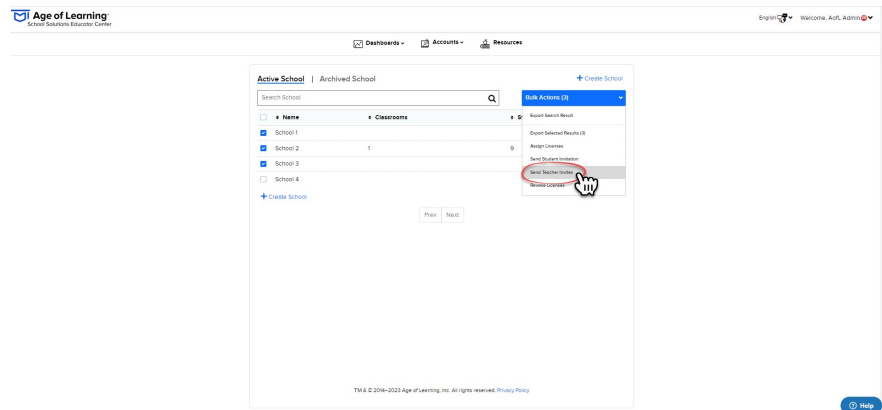 Age of Learning
School Solutions Educator Center
English
Welcome, AofL Admin
Dashboards
Accounts
Resources
Active School | Archived School
+ Create School
Search School
Bulk Actions (3)
Name Classrooms
Export Search Result
Export Selected Results (3)
Assign Licenses
Send Student Invitation
Send Teacher Invites
Revoke Licenses
School 1
School 2 1 9
School 3
School 4
+ Create School
Prev Next
TM & © 2014–2023 Age of Learning, Inc. All rights reserved. Privacy Policy
Help